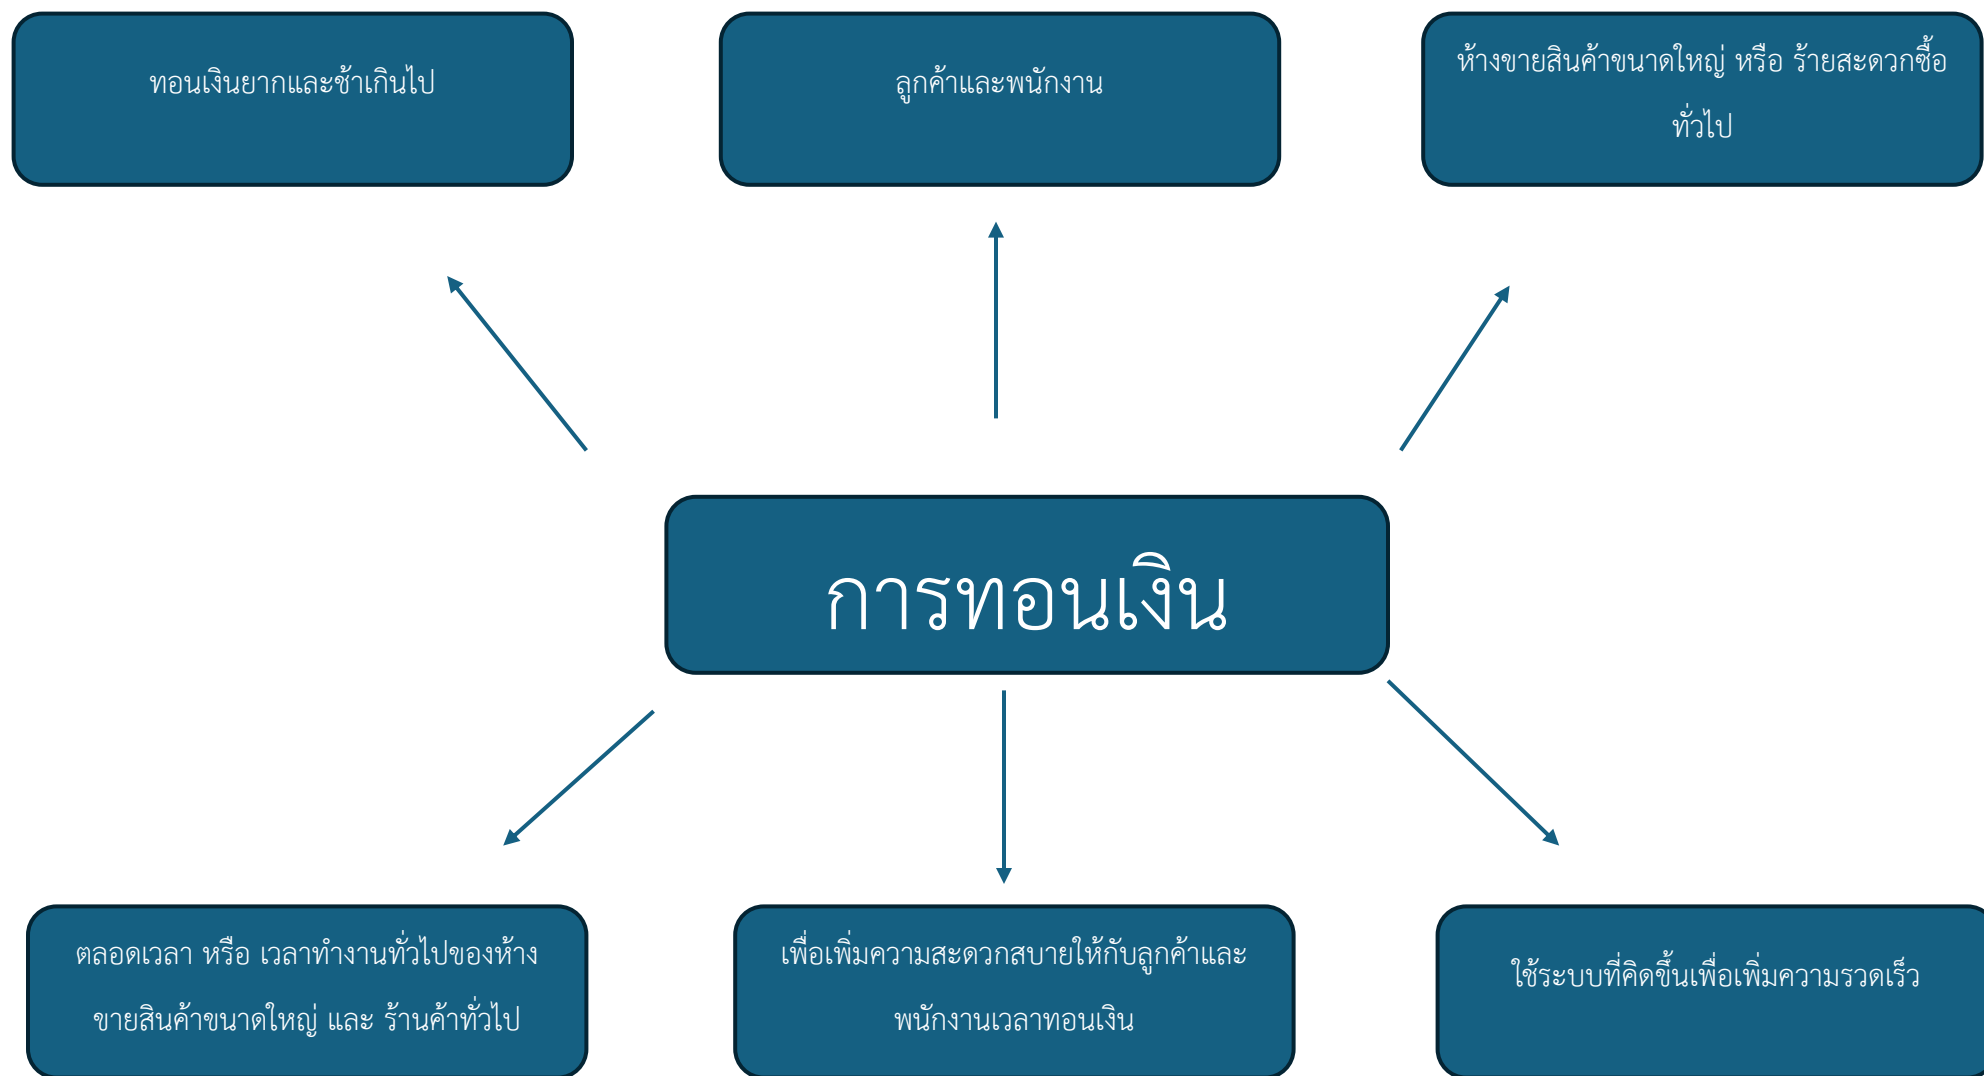 ทอนเงินยากและช้าเกินไป
ลูกค้าและพนักงาน
ห้างขายสินค้าขนาดใหญ่ หรือ ร้ายสะดวกซื้อ
ทั่วไป
การทอนเงิน
ตลอดเวลา หรือ เวลาทำงานทั่วไปของห้าง
ขายสินค้าขนาดใหญ่ และ ร้านค้าทั่วไป
เพื่อเพิ่มความสะดวกสบายให้กับลูกค้าและ
พนักงานเวลาทอนเงิน
ใช้ระบบที่คิดขึ้นเพื่อเพิ่มความรวดเร็ว